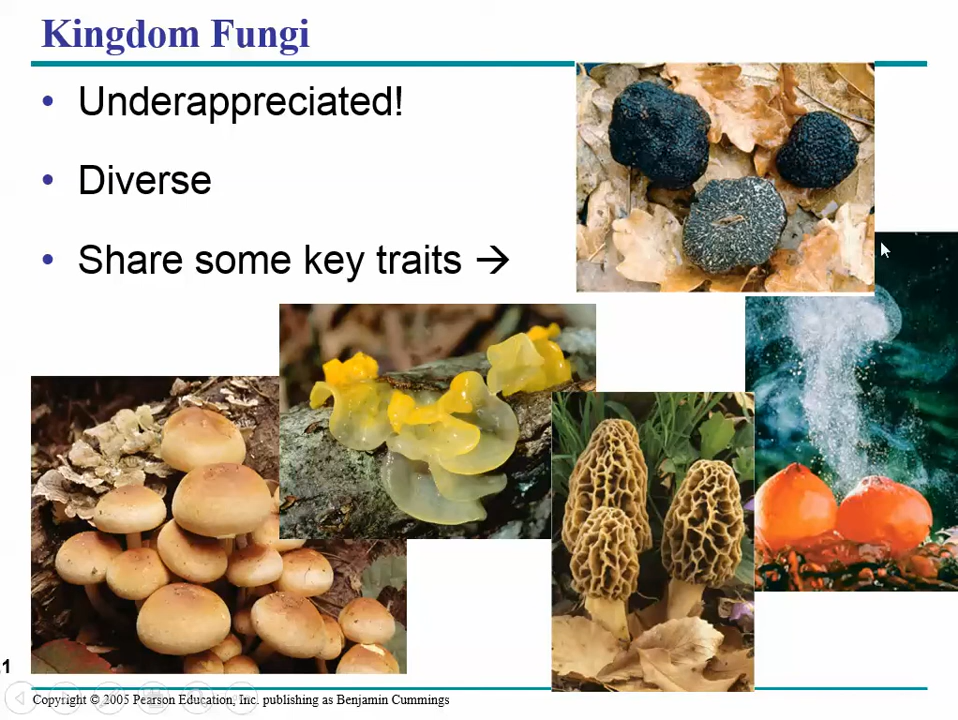 Kingdom Fungi
• Underappreciated!
• Diverse
• Share some key traits →
.1
Copyright © 2005 Pearson Education, Inc. publishing as Benjamin Cummings